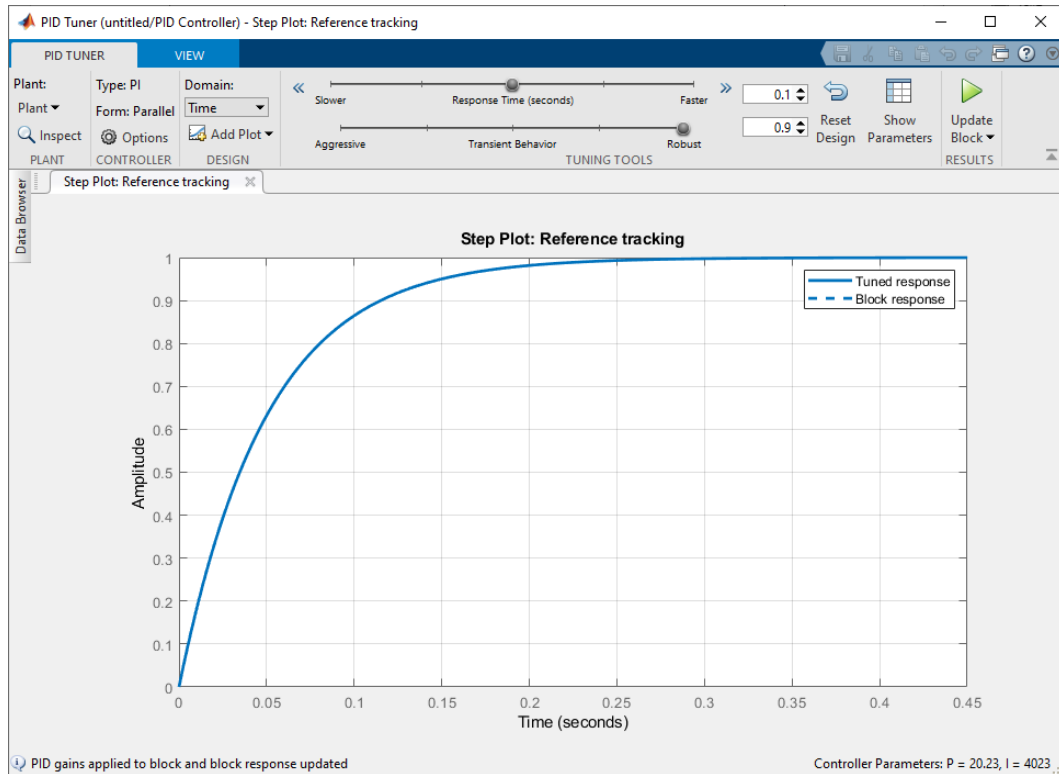 PID Tuner (untitled/PID Controller) - Step Plot: Reference tracking
PID TUNER VIEW
Plant: Type: PI Domain:
Plant Form: Parallel Time
Inspect Options Add Plot
PLANT CONTROLLER DESIGN
Slower Response Time (seconds) Faster 0.1
Aggressive Transient Behavior Robust 0.9
TUNING TOOLS
Reset Design
Show Parameters
Update Block
RESULTS
Step Plot: Reference tracking
Data Browser
Step Plot: Reference tracking
Tuned response
Block response
Amplitude
1
0.9
0.8
0.7
0.6
0.5
0.4
0.3
0.2
0.1
0
0 0.05 0.1 0.15 0.2 0.25 0.3 0.35 0.4 0.45
Time (seconds)
PID gains applied to block and block response updated
Controller Parameters: P = 20.23, I = 4023